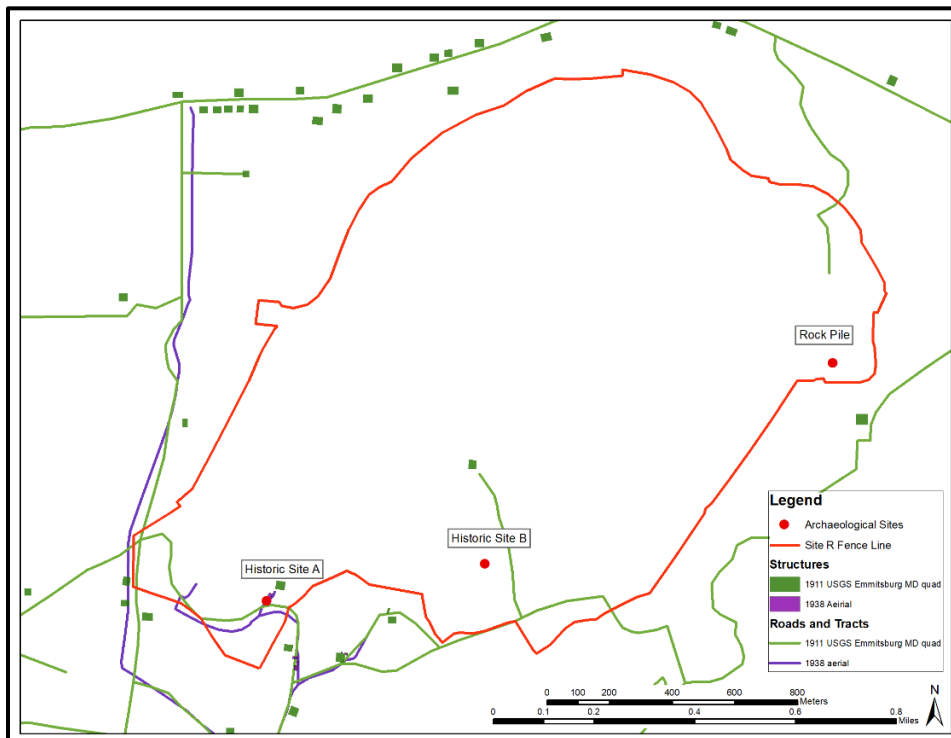 Rock Pile
Historic Site B
Historic Site A
Legend
Archaeological Sites
Site R Fence Line
Structures
1911 USGS Emmitsburg MD quad
1938 Aeirial
Roads and Tracts
1911 USGS Emmitsburg MD quad
1938 aerial
N
0 100 200 400 600 800
Meters
0 0.1 0.2 0.4 0.6 0.8
Miles